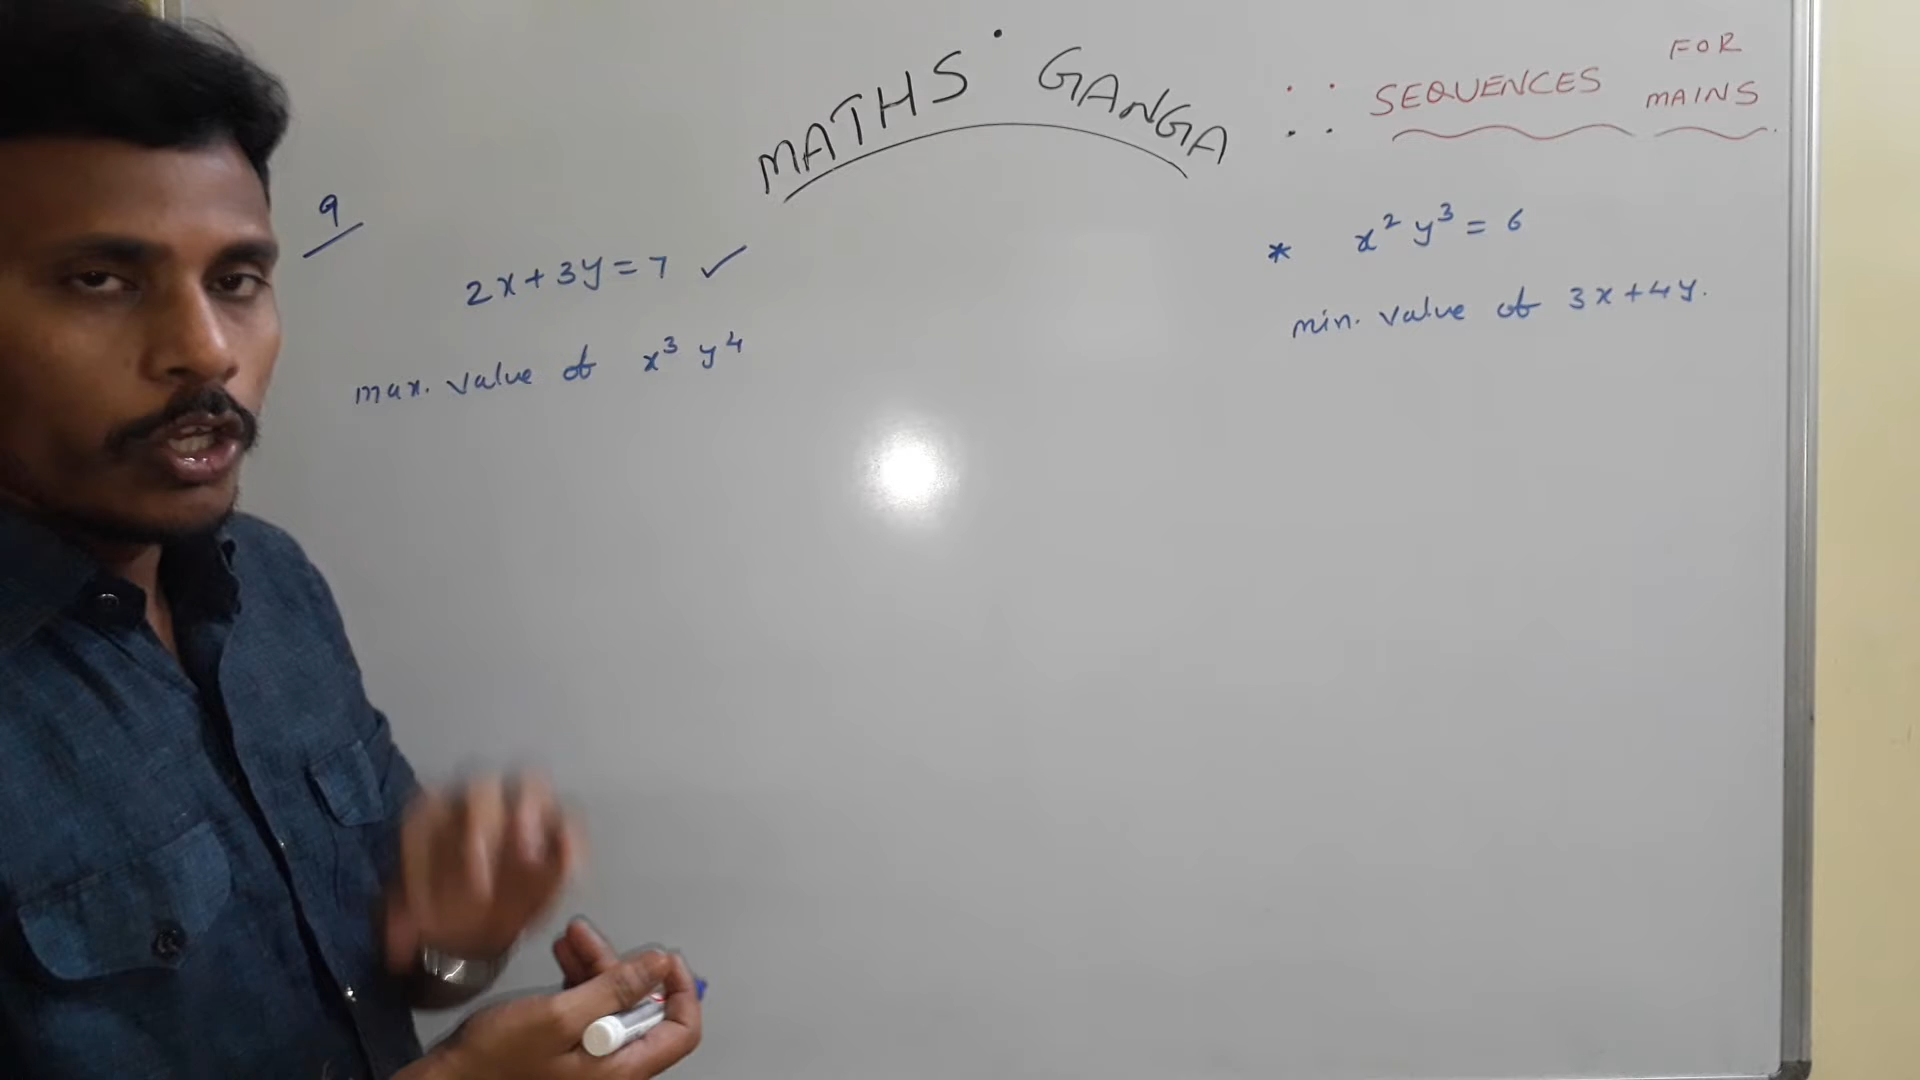 MATHS GANGA
SEQUENCES FOR MAINS
9
2x+3y=7 ✓
max. value of x³ y⁴
* x² y³ = 6
min. value of 3x+4y.